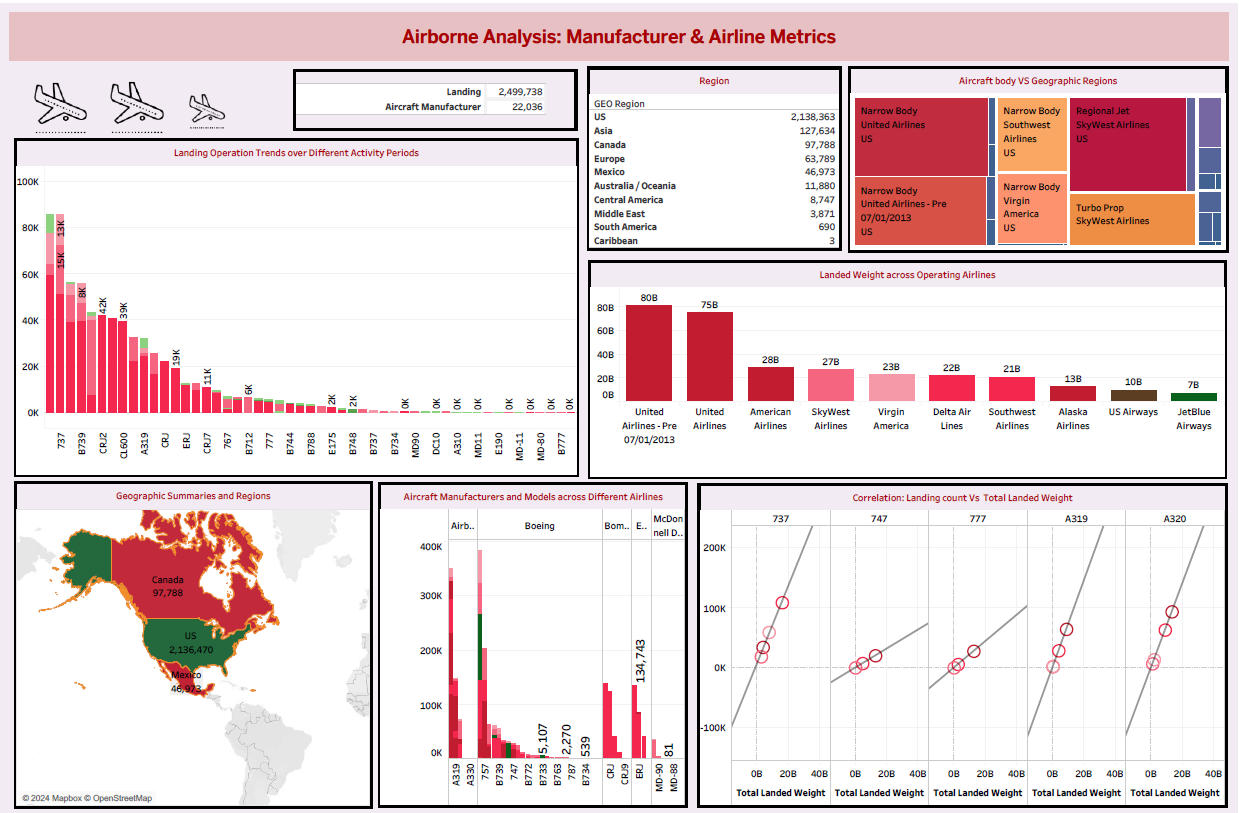 Airborne Analysis: Manufacturer & Airline Metrics
Landing 2,499,738
Aircraft Manufacturer 22,036
Region
GEO Region
US 2,138,363
Asia 127,634
Canada 97,788
Europe 63,789
Mexico 46,973
Australia / Oceania 11,880
Central America 8,747
Middle East 3,871
South America 690
Caribbean 3
Aircraft body VS Geographic Regions
Narrow Body
United Airlines
US
Narrow Body
United Airlines - Pre
07/01/2013
US
Narrow Body
Southwest
Airlines
US
Narrow Body
Virgin
America
US
Regional Jet
SkyWest Airlines
US
Turbo Prop
SkyWest Airlines
Landing Operation Trends over Different Activity Periods
100K
80K
60K
40K
20K
0K
13K
15K
8K
42K
39K
19K
11K
6K
2K
2K
0K
0K
0K
0K
0K
0K
0K
0K
737
B739
CRJ2
CL600
A319
CRJ
ERJ
CRJ7
767
B712
777
B744
B788
E175
B748
B737
B734
MD90
DC10
A310
MD11
E190
MD-11
MD-80
B777
Landed Weight across Operating Airlines
80B
60B
40B
20B
0B
80B
75B
28B
27B
23B
22B
21B
13B
10B
7B
United
Airlines - Pre
07/01/2013
United
Airlines
American
Airlines
SkyWest
Airlines
Virgin
America
Delta Air
Lines
Southwest
Airlines
Alaska
Airlines
US Airways
JetBlue
Airways
Geographic Summaries and Regions
Canada
97,788
US
2,136,470
Mexico
46,973
© 2024 Mapbox © OpenStreetMap
Aircraft Manufacturers and Models across Different Airlines
Airb..
Boeing
Bom..
E..
McDon
nell D..
400K
300K
200K
100K
0K
5,107
2,270
539
134,743
81
A319
A330
757
B739
747
B772
B733
B763
787
B734
CRJ
CRJ9
ERJ
MD-90
MD-88
Correlation: Landing count Vs Total Landed Weight
737 747 777 A319 A320
200K
100K
0K
-100K
0B 20B 40B 0B 20B 40B 0B 20B 40B 0B 20B 40B 0B 20B 40B
Total Landed Weight Total Landed Weight Total Landed Weight Total Landed Weight Total Landed Weight